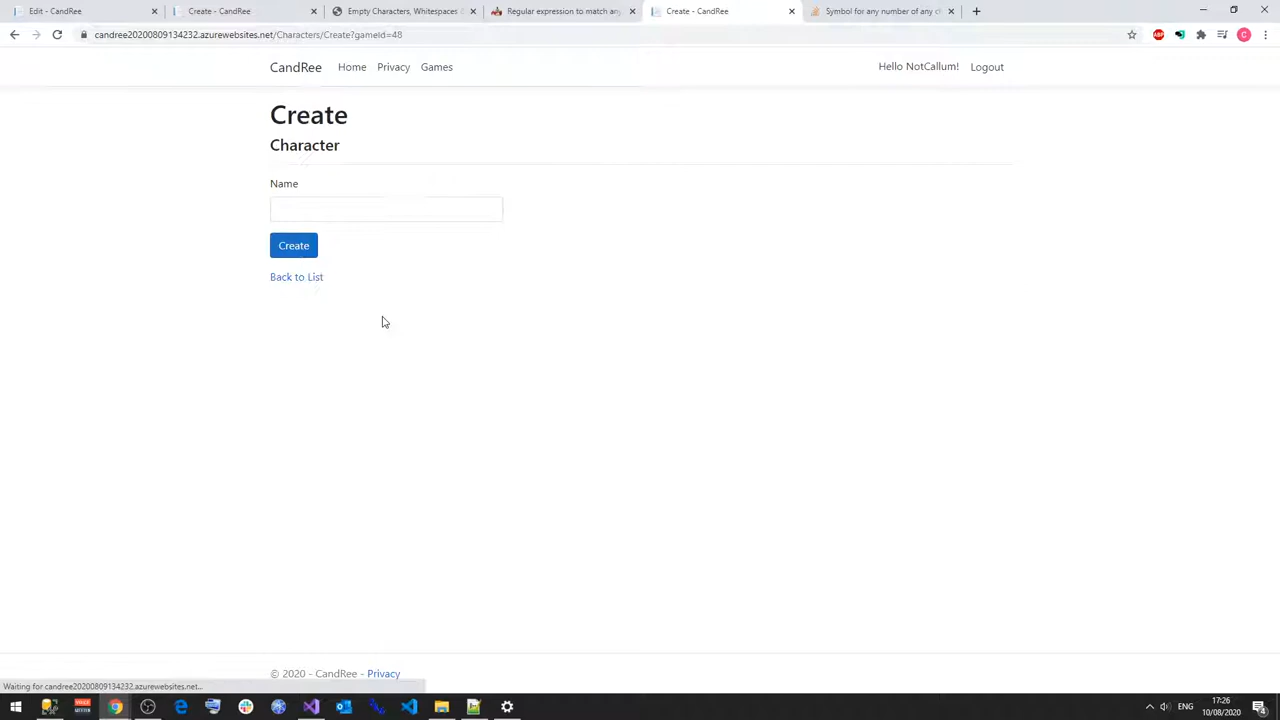 Edit - CandRee
Create - CandRee
Empty Characters, Whitespaces &
Regular expression to match any
Create - CandRee
Symbol for any number of any ch
candree20200809134232.azurewebsites.net/Characters/Create?gameId=48
CandRee Home Privacy Games Hello NotCallum! Logout
Create
Character
Name
Create
Back to List
© 2020 - CandRee - Privacy
Waiting for candree20200809134232.azurewebsites.net...
ENG
17:26
10/08/2020